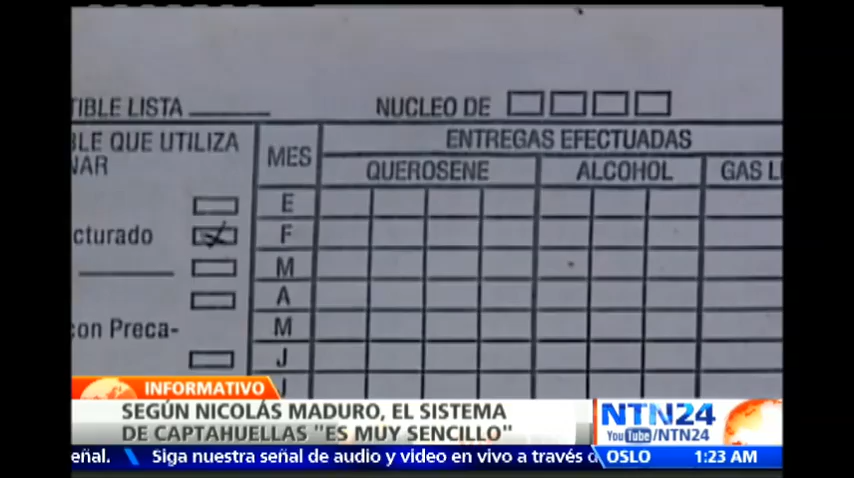 TIBLE LISTA
NUCLEO DE
BLE QUE UTILIZA
NAR
MES
ENTREGAS EFECTUADAS
QUEROSENE
ALCOHOL
GAS LI
E
cturado
F
M
A
con Preca-
M
J
INFORMATIVO
SEGÚN NICOLÁS MADURO, EL SISTEMA
DE CAPTAHUELLAS "ES MUY SENCILLO"
NTN24
YouTube/NTN24
eñal. \ Siga nuestra señal de audio y video en vivo a través d
OSLO 1:23 AM